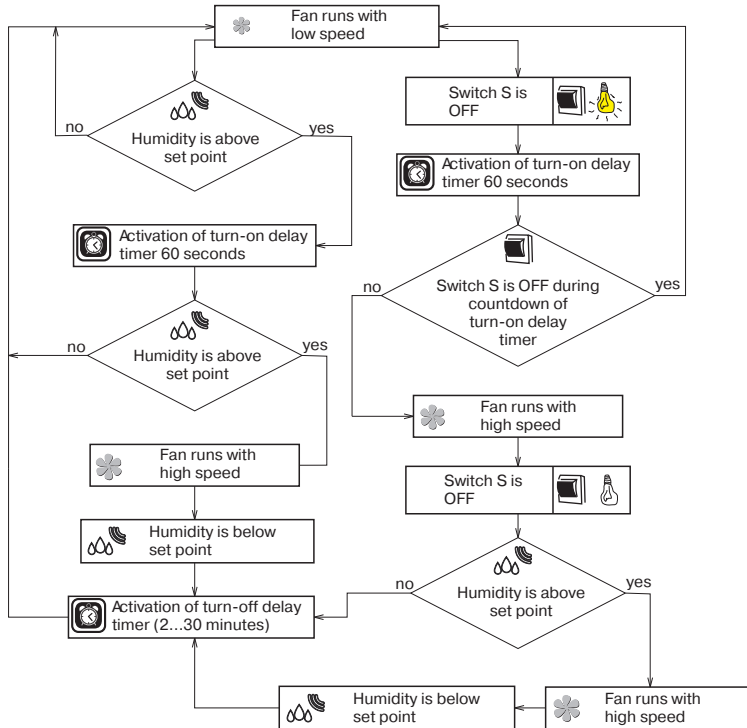 Fan runs with
low speed
Switch S is
OFF
no
Humidity is above
set point
yes
Activation of turn-on delay
timer 60 seconds
Activation of turn-on delay
timer 60 seconds
no
Switch S is OFF during
countdown of
turn-on delay
timer
yes
no
Humidity is above
set point
yes
Fan runs with
high speed
Fan runs with
high speed
Switch S is
OFF
Humidity is below
set point
no
Humidity is above
set point
yes
Activation of turn-off delay
timer (2...30 minutes)
Humidity is below
set point
Fan runs with
high speed